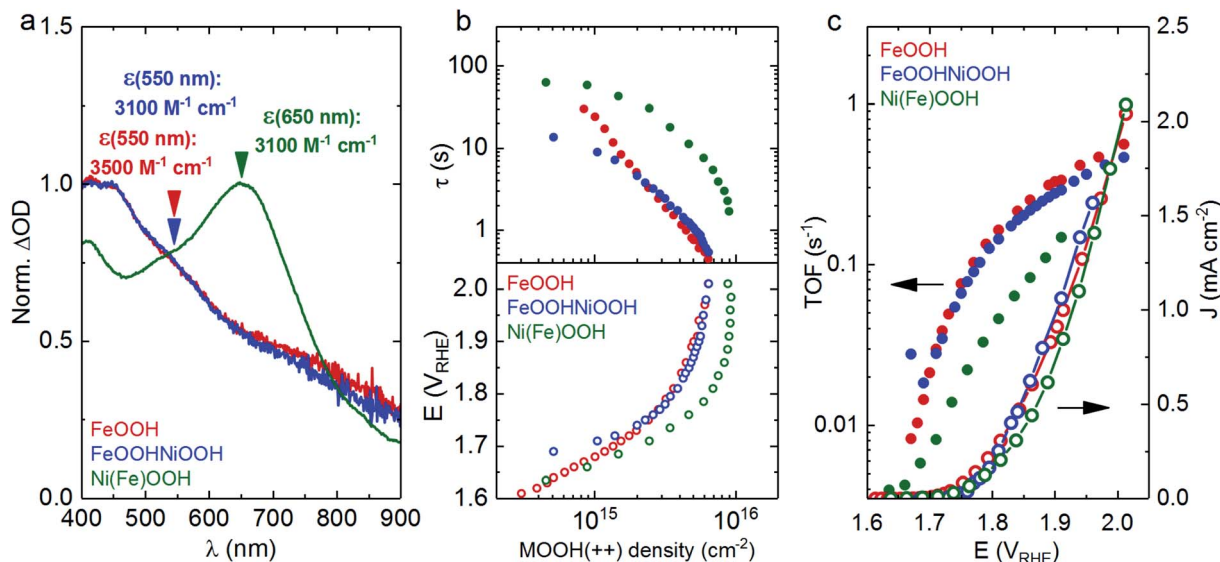 a
1.5
1.0
0.5
0.0
Norm. ΔOD
ε(550 nm):
3100 M⁻¹ cm⁻¹
ε(550 nm):
3500 M⁻¹ cm⁻¹
ε(650 nm):
3100 M⁻¹ cm⁻¹
FeOOH
FeOOHNiOOH
Ni(Fe)OOH
400 500 600 700 800 900
λ (nm)
b
100
10
1
τ (s)
FeOOH
FeOOHNiOOH
Ni(Fe)OOH
2.0
1.9
1.8
1.7
1.6
E (V_RHE)
10¹⁵ 10¹⁶
MOOH(++) density (cm⁻²)
c
FeOOH
FeOOHNiOOH
Ni(Fe)OOH
1
0.1
0.01
TOF (s⁻¹)
2.5
2.0
1.5
1.0
0.5
0.0
J (mA cm⁻²)
1.6 1.7 1.8 1.9 2.0
E (V_RHE)